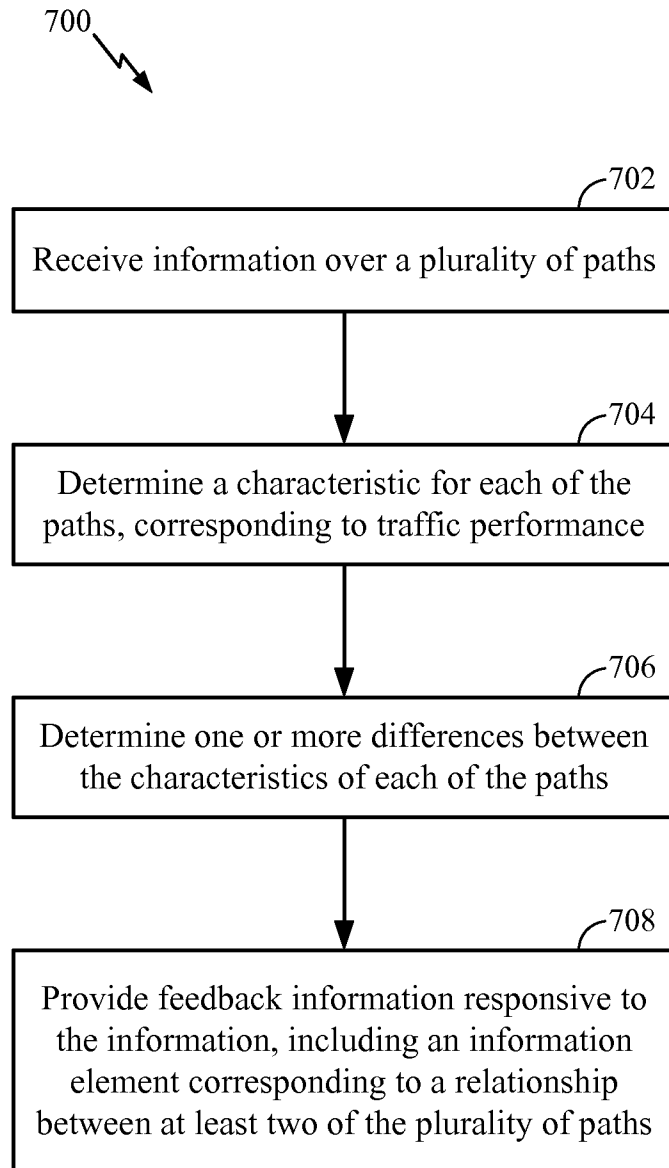 700
702
Receive information over a plurality of paths
704
Determine a characteristic for each of the
paths, corresponding to traffic performance
706
Determine one or more differences between
the characteristics of each of the paths
708
Provide feedback information responsive to
the information, including an information
element corresponding to a relationship
between at least two of the plurality of paths